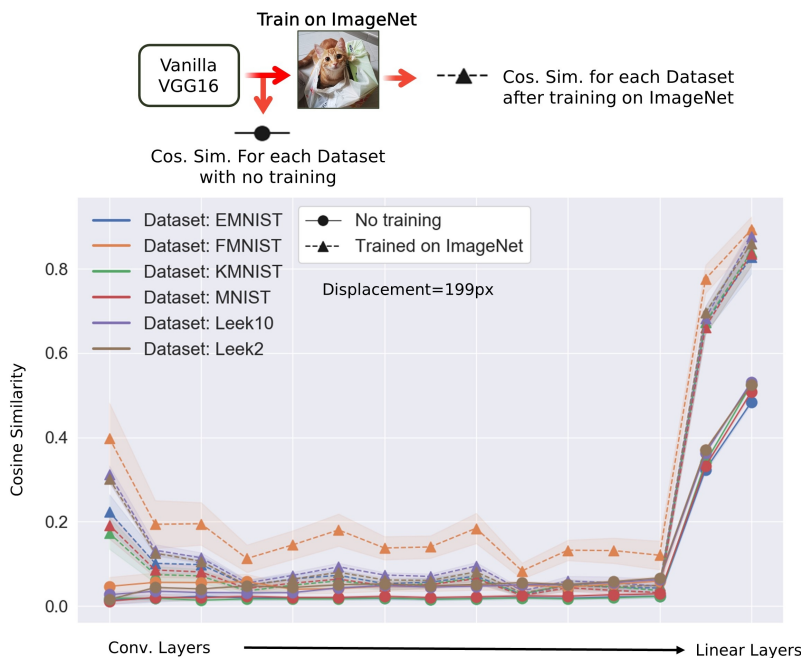 Train on ImageNet
Vanilla
VGG16
Cos. Sim. for each Dataset
after training on ImageNet
Cos. Sim. For each Dataset
with no training
Dataset: EMNIST
Dataset: FMNIST
Dataset: KMNIST
Dataset: MNIST
Dataset: Leek10
Dataset: Leek2
No training
Trained on ImageNet
Displacement=199px
Cosine Similarity
0.8
0.6
0.4
0.2
0.0
Conv. Layers
Linear Layers